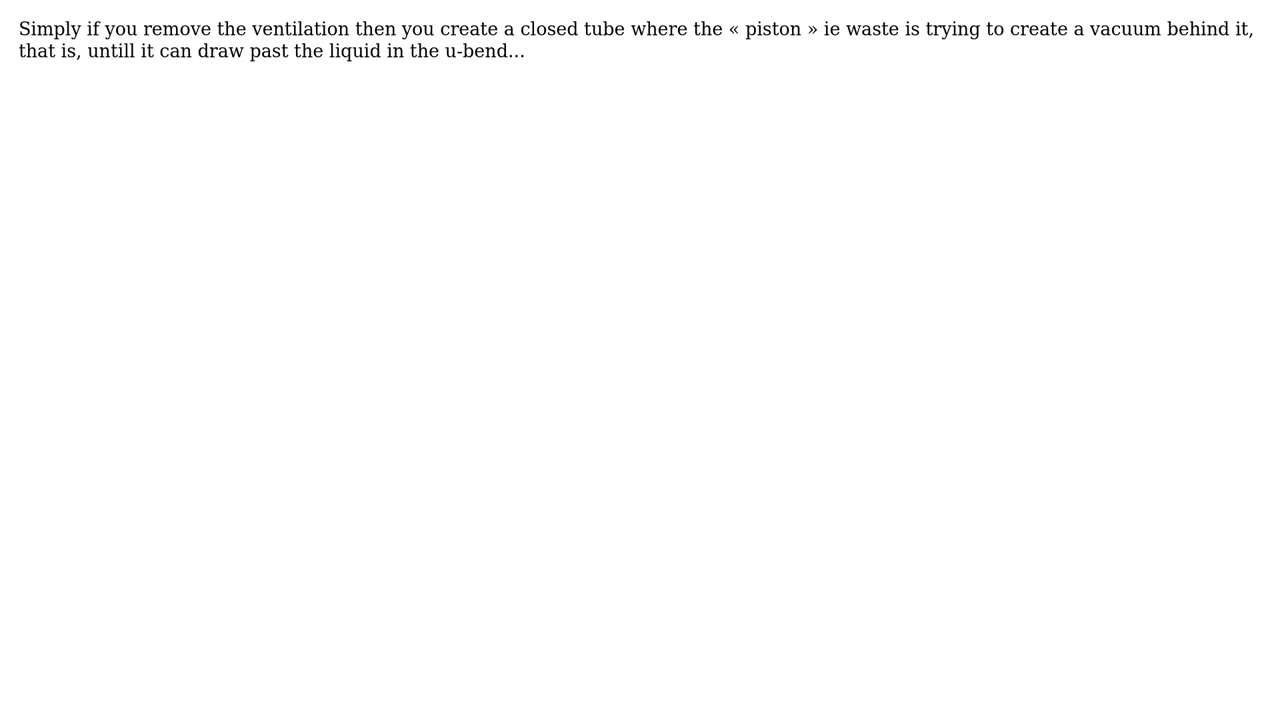 Simply if you remove the ventilation then you create a closed tube where the « piston » ie waste is trying to create a vacuum behind it,
that is, untill it can draw past the liquid in the u-bend...